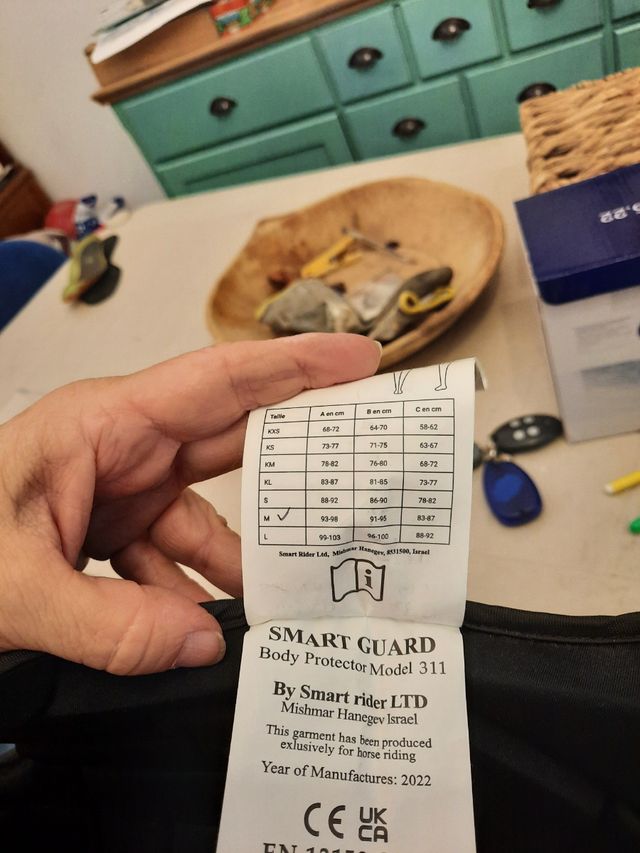 Taille A en cm B en cm C en cm
KXS 68-72 64-70 58-62
KS 73-77 71-75 63-67
KM 78-82 76-80 68-72
KL 83-87 81-85 73-77
S 88-92 86-90 78-82
M ✓ 93-98 91-95 83-87
L 99-103 96-100 88-92
Smart Rider Ltd, Mishmar Hanegev, 8531500, Israel
i
SMART GUARD
Body Protector Model 311
By Smart rider LTD
Mishmar Hanegev Israel
This garment has been produced
exlusively for horse riding
Year of Manufactures: 2022
CE UK
CA